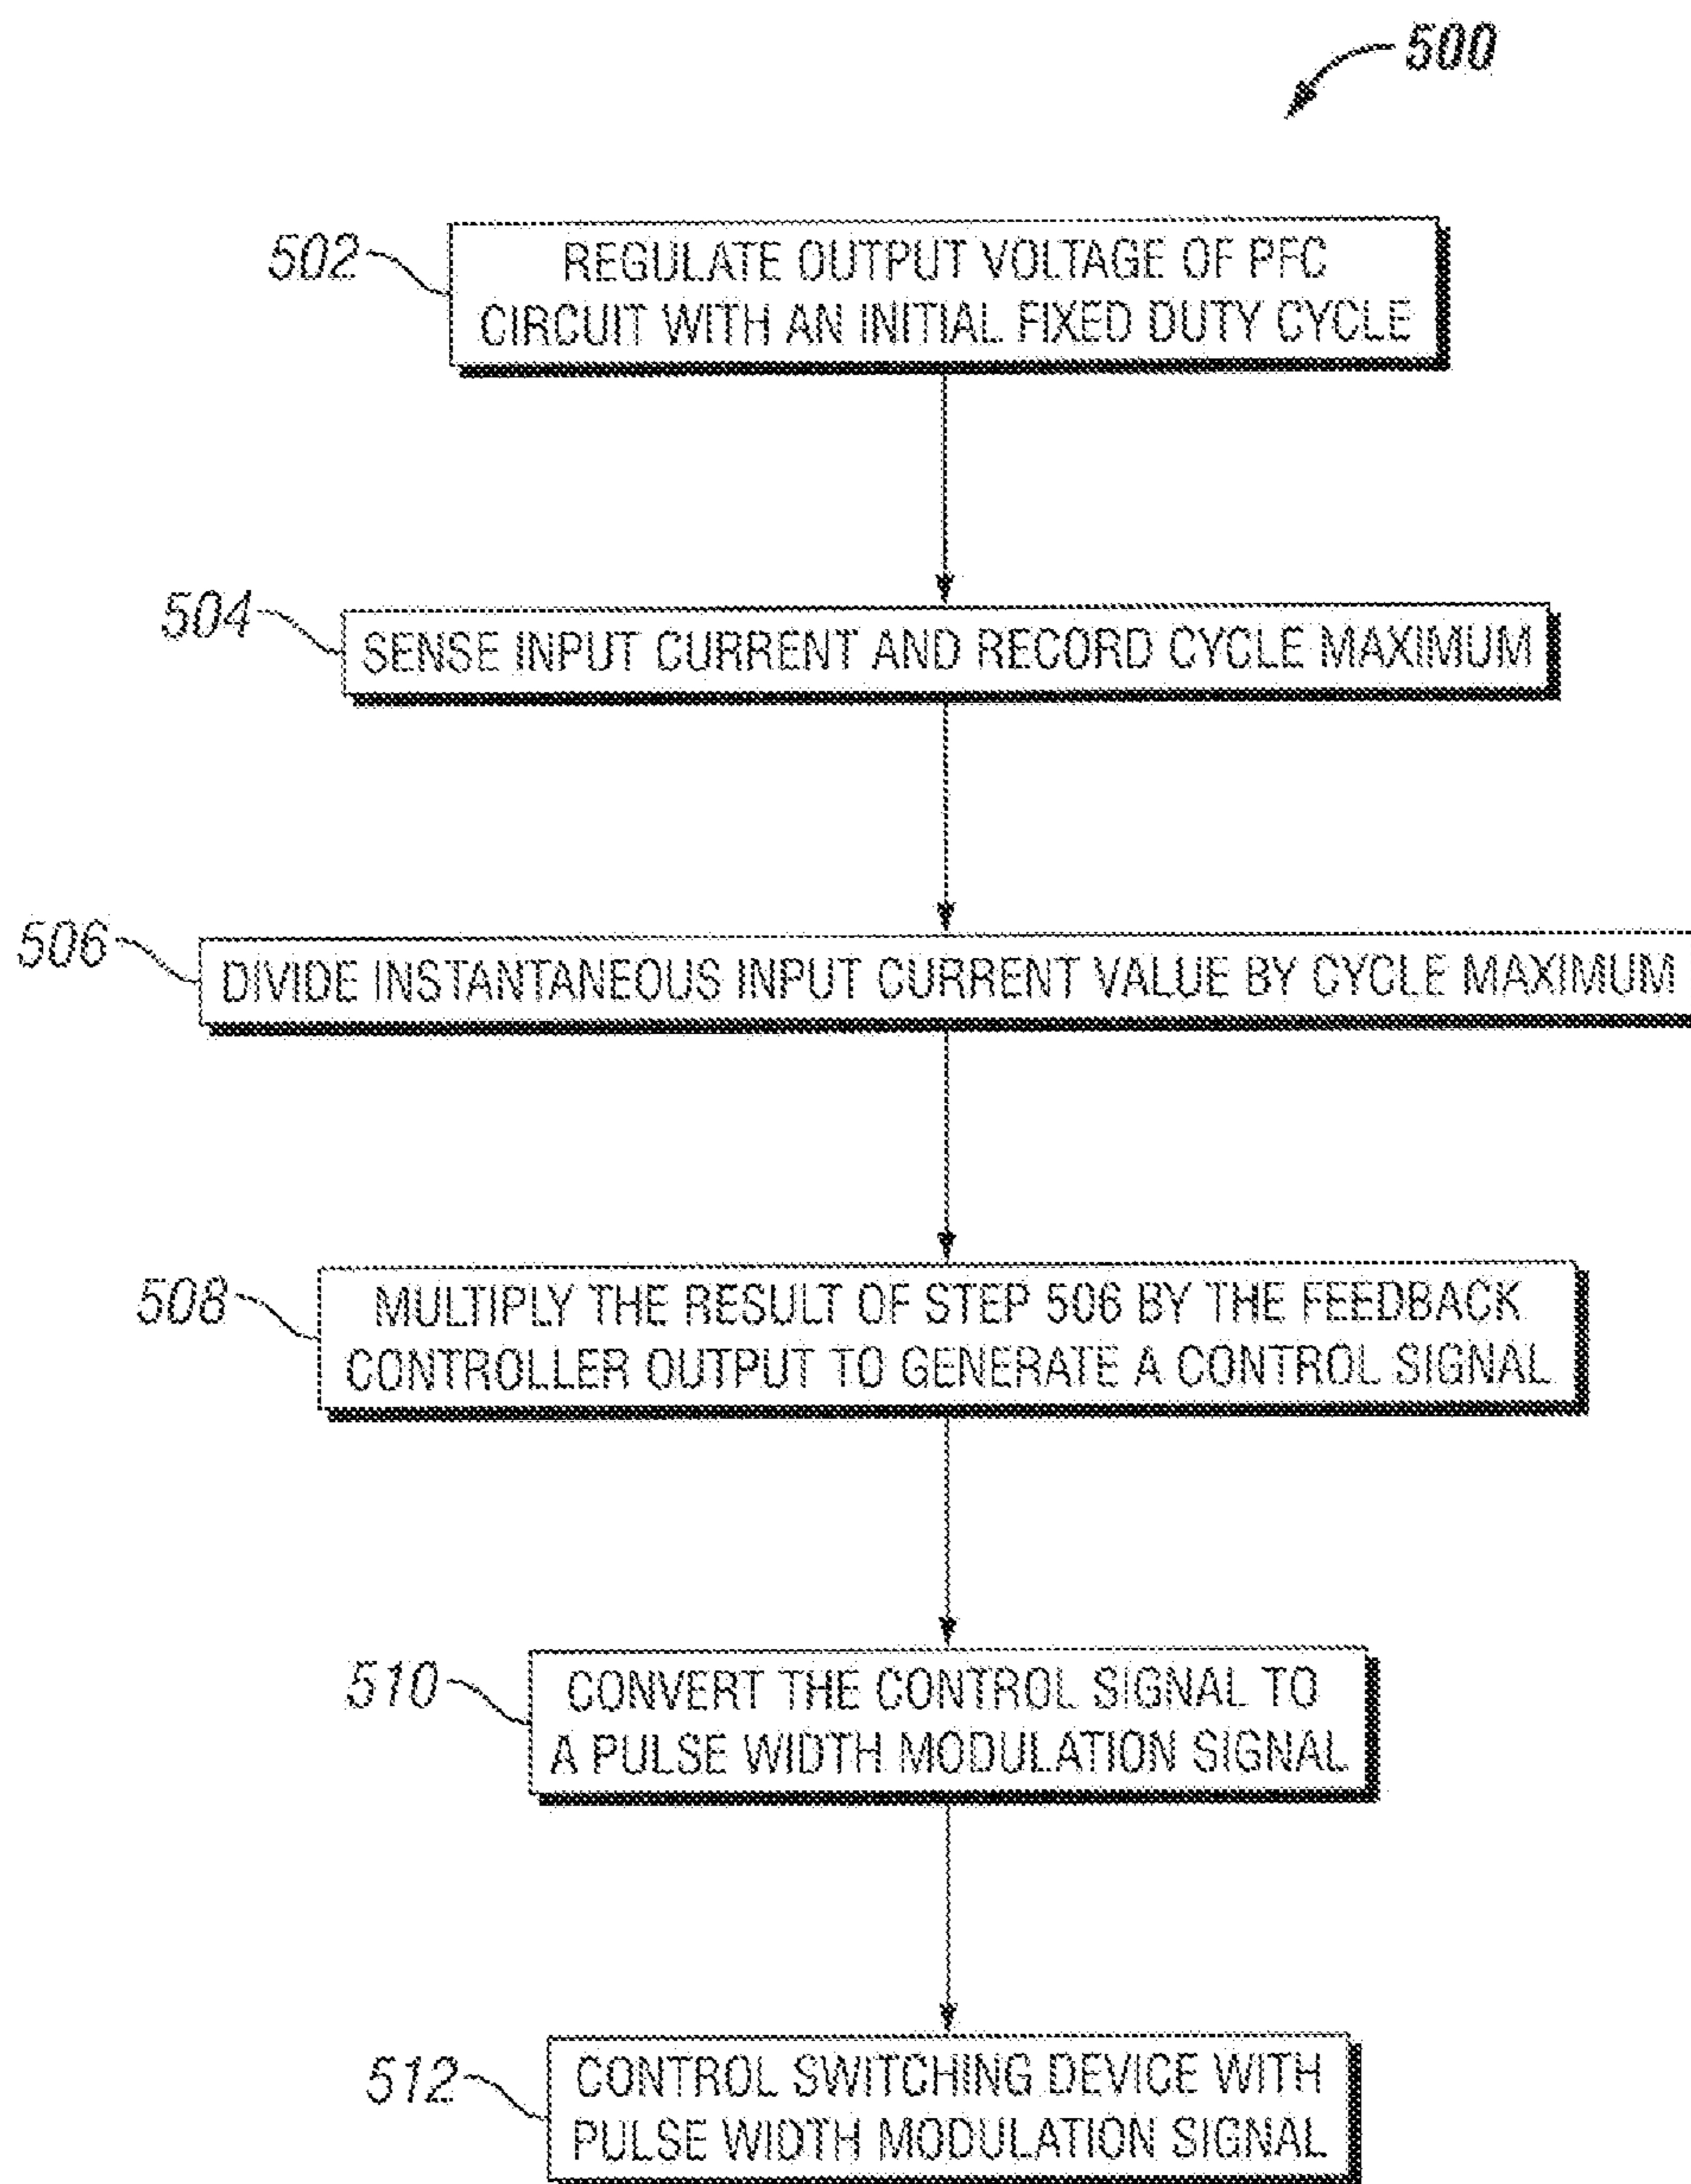 500
502
REGULATE OUTPUT VOLTAGE OF PFC
CIRCUIT WITH AN INITIAL FIXED DUTY CYCLE
504
SENSE INPUT CURRENT AND RECORD CYCLE MAXIMUM
506
DIVIDE INSTANTANEOUS INPUT CURRENT VALUE BY CYCLE MAXIMUM
508
MULTIPLY THE RESULT OF STEP 506 BY THE FEEDBACK
CONTROLLER OUTPUT TO GENERATE A CONTROL SIGNAL
510
CONVERT THE CONTROL SIGNAL TO
A PULSE WIDTH MODULATION SIGNAL
512
CONTROL SWITCHING DEVICE WITH
PULSE WIDTH MODULATION SIGNAL